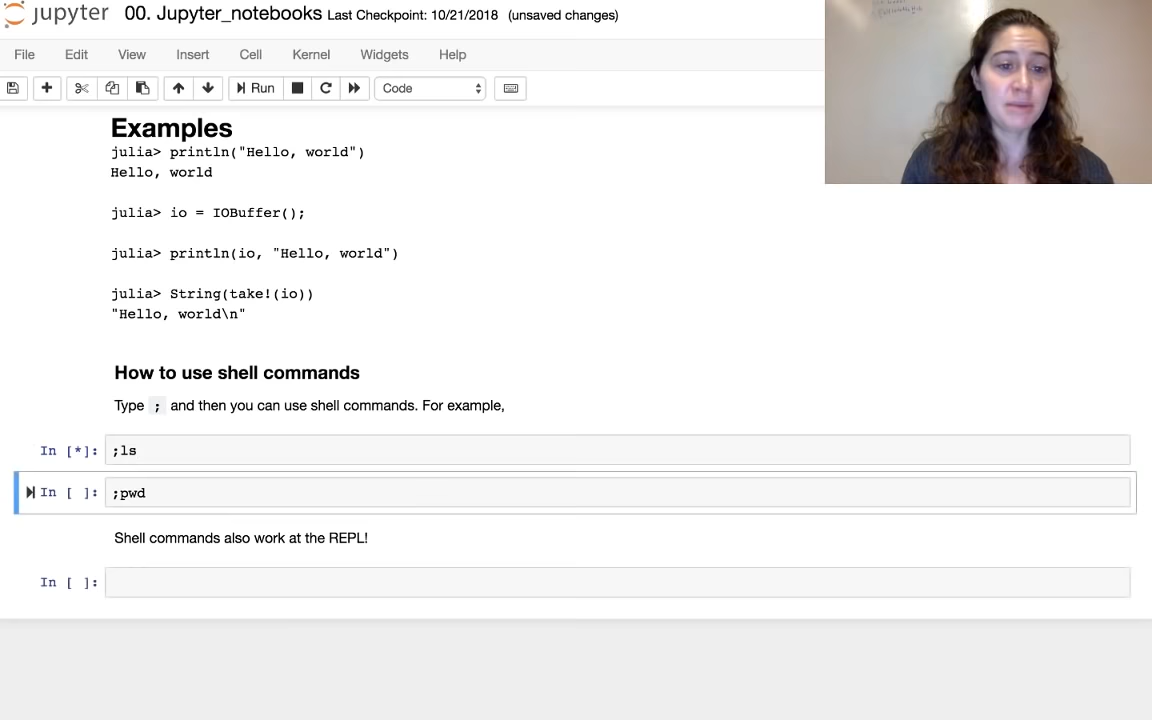 jupyter 00. Jupyter_notebooks Last Checkpoint: 10/21/2018 (unsaved changes)
File Edit View Insert Cell Kernel Widgets Help
Run Code
Examples
julia> println("Hello, world")
Hello, world
julia> io = IOBuffer();
julia> println(io, "Hello, world")
julia> String(take!(io))
"Hello, world\n"
How to use shell commands
Type ; and then you can use shell commands. For example,
In [*]: ;ls
In [ ]: ;pwd
Shell commands also work at the REPL!
In [ ]: